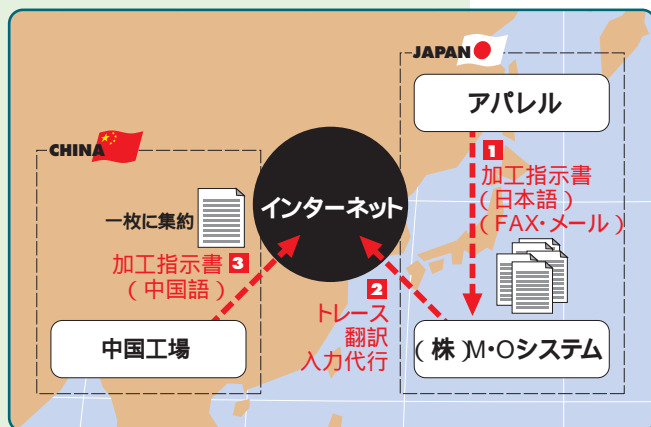 JAPAN
アパレル
1
加工指示書
(日本語)
(FAX・メール)
CHINA
インターネット
一枚に集約
加工指示書 3
(中国語)
2
トレース
翻訳
入力代行
中国工場
(株)M・Oシステム